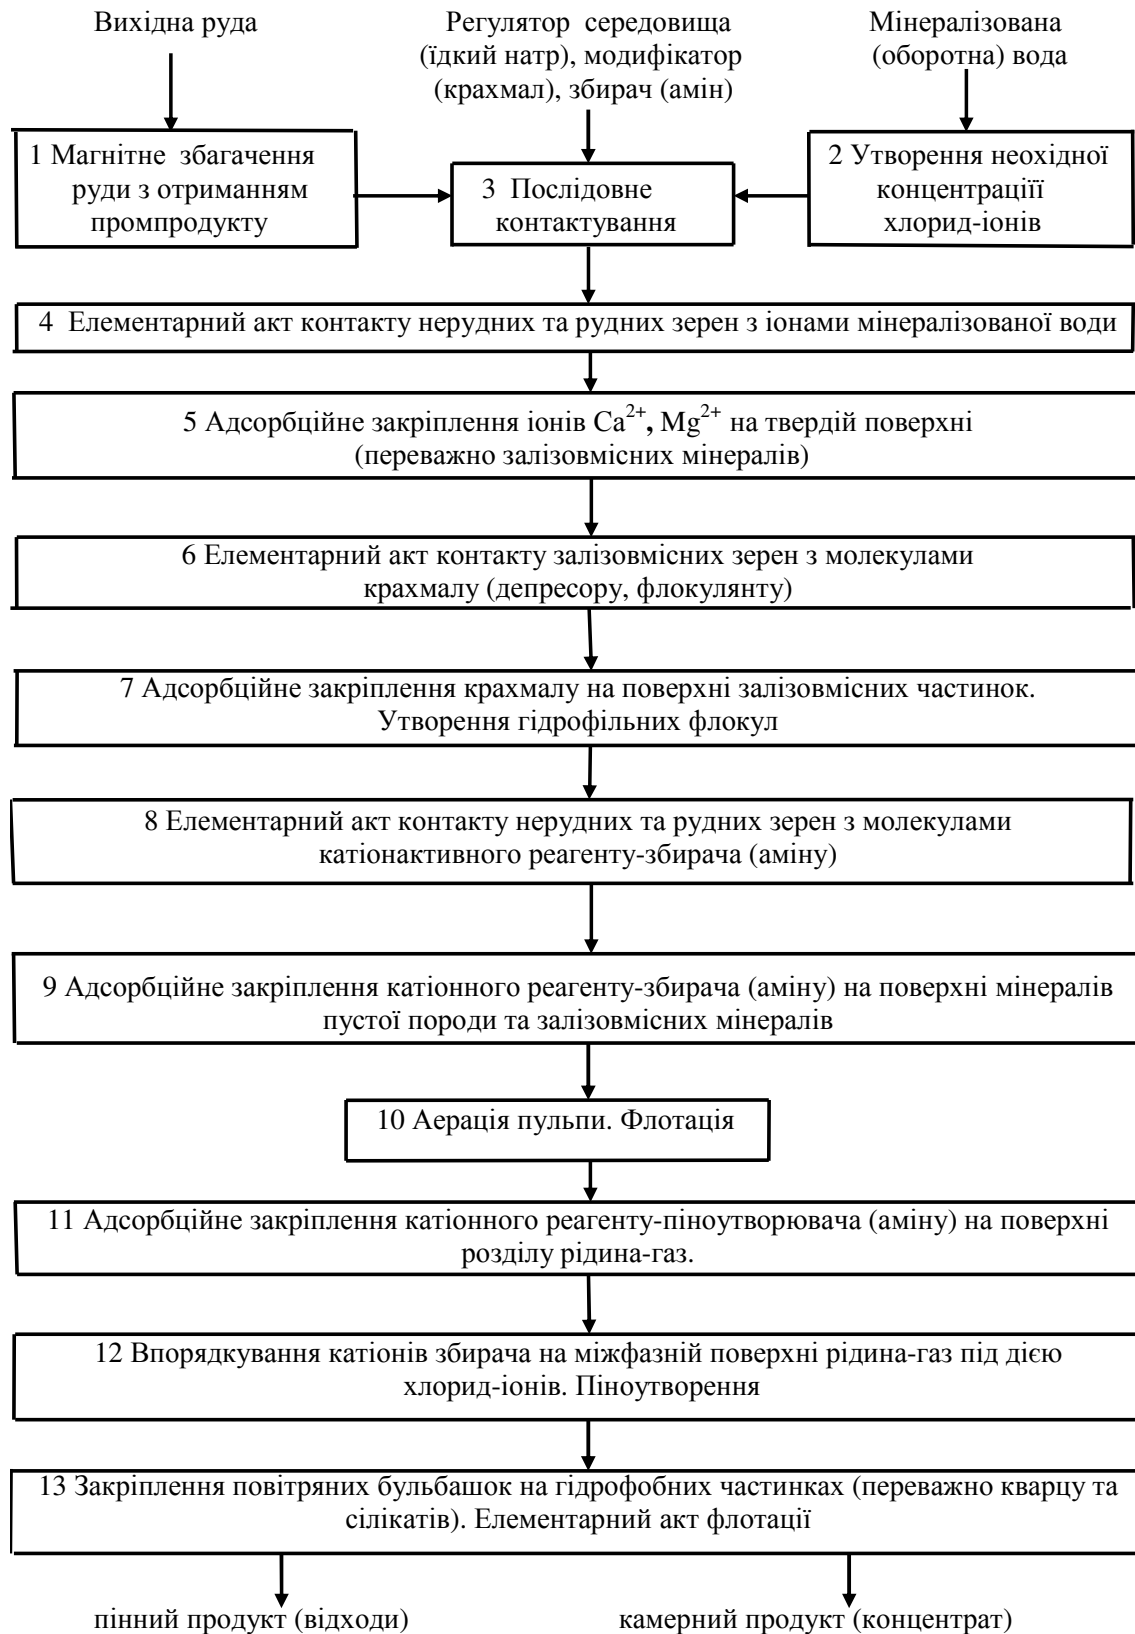 Вихідна руда
Регулятор середовища
(їдкий натр), модифікатор
(крахмал), збирач (амін)
Мінералізована
(оборотна) вода
1 Магнітне збагачення
руди з отриманням
промпродукту
3 Послідовне
контактування
2 Утворення неохідної
концентраціїї
хлорид-іонів
4 Елементарний акт контакту нерудних та рудних зерен з іонами мінералізованої води
5 Адсорбційне закріплення іонів Ca²⁺, Mg²⁺ на твердій поверхні
(переважно залізовмісних мінералів)
6 Елементарний акт контакту залізовмісних зерен з молекулами
крахмалу (депресору, флокулянту)
7 Адсорбційне закріплення крахмалу на поверхні залізовмісних частинок.
Утворення гідрофільних флокул
8 Елементарний акт контакту нерудних та рудних зерен з молекулами
катіонактивного реагенту-збирача (аміну)
9 Адсорбційне закріплення катіонного реагенту-збирача (аміну) на поверхні мінералів
пустої породи та залізовмісних мінералів
10 Аерація пульпи. Флотація
11 Адсорбційне закріплення катіонного реагенту-піноутворювача (аміну) на поверхні
розділу рідина-газ.
12 Впорядкування катіонів збирача на міжфазній поверхні рідина-газ під дією
хлорид-іонів. Піноутворення
13 Закріплення повітряних бульбашок на гідрофобних частинках (переважно кварцу та
сілікатів). Елементарний акт флотації
пінний продукт (відходи)
камерний продукт (концентрат)